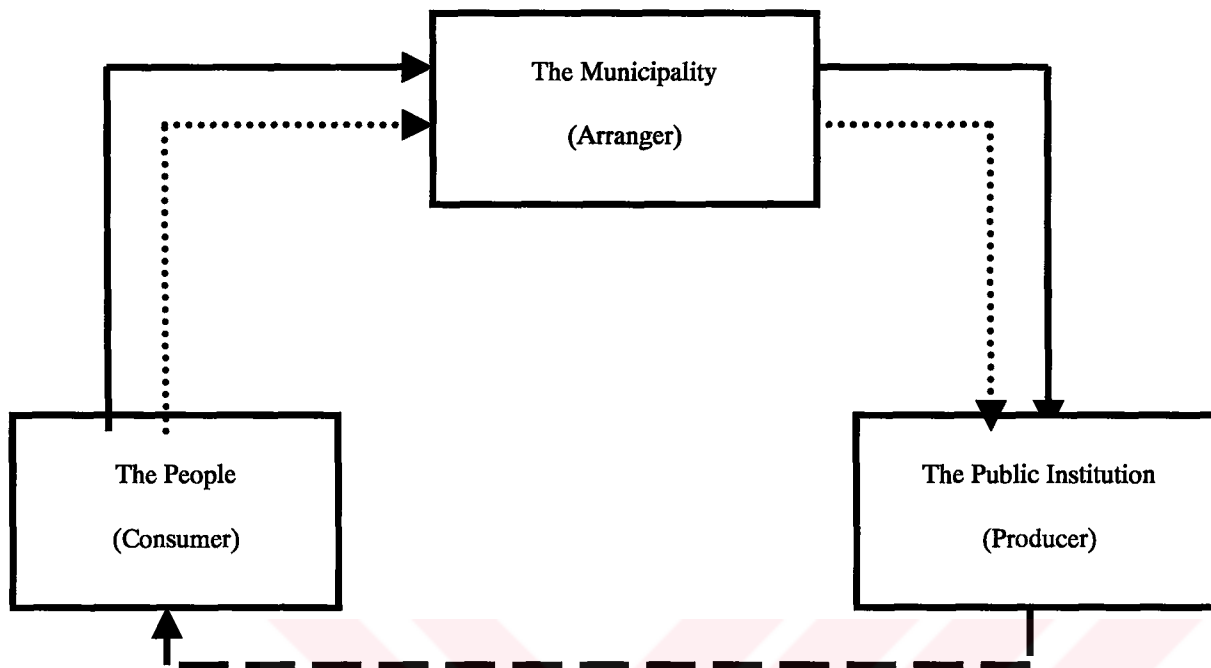 The Municipality
(Arranger)
The People
(Consumer)
The Public Institution
(Producer)